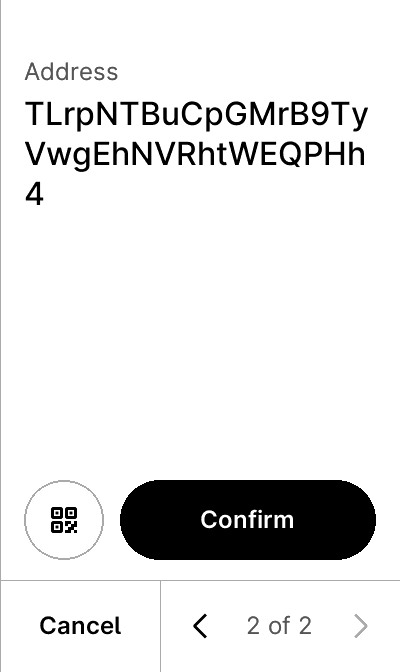 Address
TLrpNTBuCpGMrB9Ty
VwgEhNVRhtWEQPHh
4
Confirm
Cancel
2 of 2